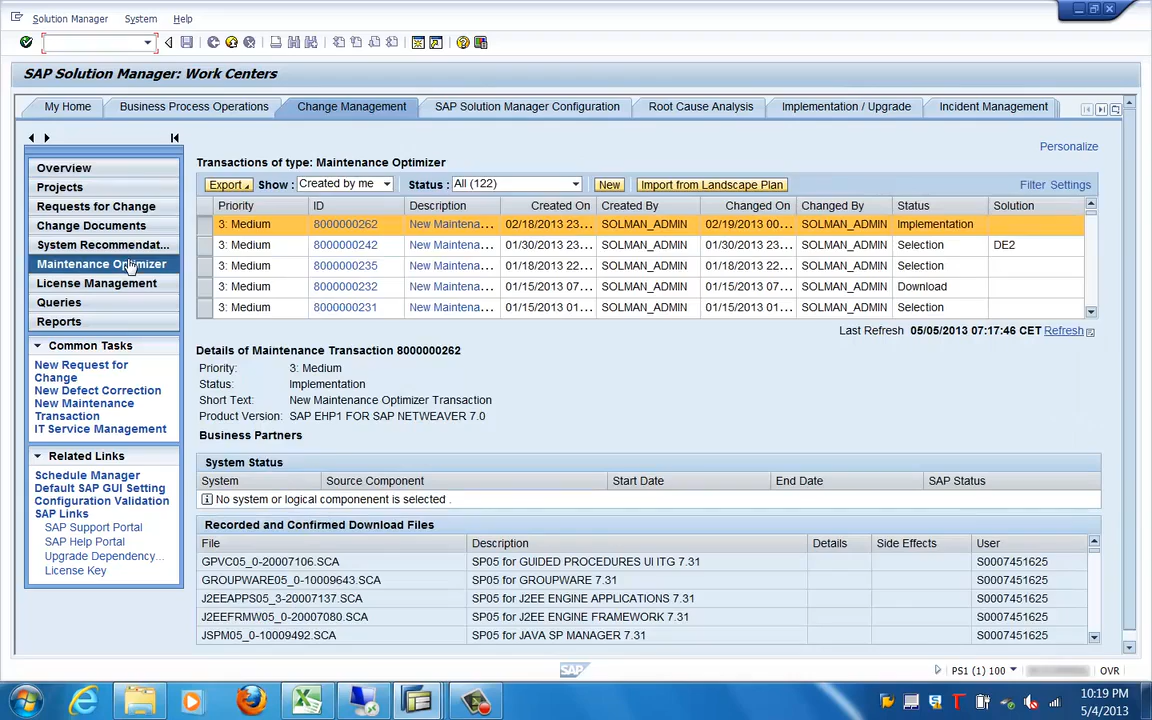 Solution Manager System Help
SAP Solution Manager: Work Centers
My Home Business Process Operations Change Management SAP Solution Manager Configuration Root Cause Analysis Implementation / Upgrade Incident Management
Personalize
Overview
Projects
Requests for Change
Change Documents
System Recommendat...
Maintenance Optimizer
License Management
Queries
Reports
Common Tasks
New Request for
Change
New Defect Correction
New Maintenance
Transaction
IT Service Management
Related Links
Schedule Manager
Default SAP GUI Setting
Configuration Validation
SAP Links
SAP Support Portal
SAP Help Portal
Upgrade Dependency...
License Key
Transactions of type: Maintenance Optimizer
Export Show : Created by me Status : All (122) New Import from Landscape Plan Filter Settings
Priority ID Description Created On Created By Changed On Changed By Status Solution
3: Medium 8000000262 New Maintena... 02/18/2013 23... SOLMAN_ADMIN 02/19/2013 00... SOLMAN_ADMIN Implementation
3: Medium 8000000242 New Maintena... 01/30/2013 23... SOLMAN_ADMIN 01/30/2013 23... SOLMAN_ADMIN Selection DE2
3: Medium 8000000235 New Maintena... 01/18/2013 22... SOLMAN_ADMIN 01/18/2013 22... SOLMAN_ADMIN Selection
3: Medium 8000000232 New Maintena... 01/15/2013 07... SOLMAN_ADMIN 01/15/2013 07... SOLMAN_ADMIN Download
3: Medium 8000000231 New Maintena... 01/15/2013 01... SOLMAN_ADMIN 01/15/2013 01... SOLMAN_ADMIN Selection
Last Refresh 05/05/2013 07:17:46 CET Refresh
Details of Maintenance Transaction 8000000262
Priority: 3: Medium
Status: Implementation
Short Text: New Maintenance Optimizer Transaction
Product Version: SAP EHP1 FOR SAP NETWEAVER 7.0
Business Partners
System Status
System Source Component Start Date End Date SAP Status
No system or logical componenent is selected .
Recorded and Confirmed Download Files
File Description Details Side Effects User
GPVC05_0-20007106.SCA SP05 for GUIDED PROCEDURES UI ITG 7.31 S0007451625
GROUPWARE05_0-10009643.SCA SP05 for GROUPWARE 7.31 S0007451625
J2EEAPPS05_3-20007137.SCA SP05 for J2EE ENGINE APPLICATIONS 7.31 S0007451625
J2EEFRMW05_0-20007080.SCA SP05 for J2EE ENGINE FRAMEWORK 7.31 S0007451625
JSPM05_0-10009492.SCA SP05 for JAVA SP MANAGER 7.31 S0007451625
SAP
PS1 (1) 100 OVR
10:19 PM
5/4/2013